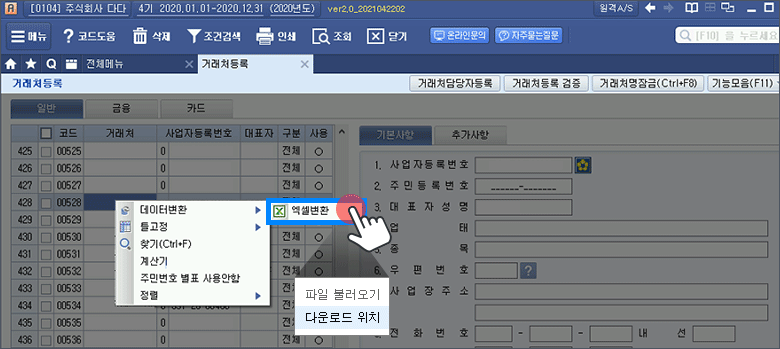 [0104] 주식회사 다다 4기 2020.01.01~2020.12.31 (2020년도) ver2.0_2021042202 원격A/S
메뉴 코드도움 삭제 조건검색 인쇄 조회 닫기 온라인문의 자주묻는질문 [F10] 을 누르세
전체메뉴 거래처등록
거래처등록 거래처담당자등록 거래처등록 검증 거래처명잠금(Ctrl+F8) 기능모음(F11)
일반 금융 카드
코드 거래처 사업자등록번호 대표자 구분 사용
425 00525 0 전체 ○
426 00526 0 전체 ○
427 00527 0 전체 ○
428 00528
429
430 00530 전체 ○
431 00531 전체 ○
432 00532 전체 ○
433 00533 전체 ○
434 00534 전체 ○
435 00535 0 전체 ○
436 00536 0 전체 ○
데이터변환
틀고정
찾기(Ctrl+F)
계산기
주민번호 별표 사용안함
정렬
엑셀변환
파일 불러오기
다운로드 위치
기본사항 추가사항
1. 사업자등록번호
2. 주민등록번호 ______-_______
3. 대표자성명
업 태
종 목
6. 우편번호 ?
사업장주소
전화번호 - - 내 선